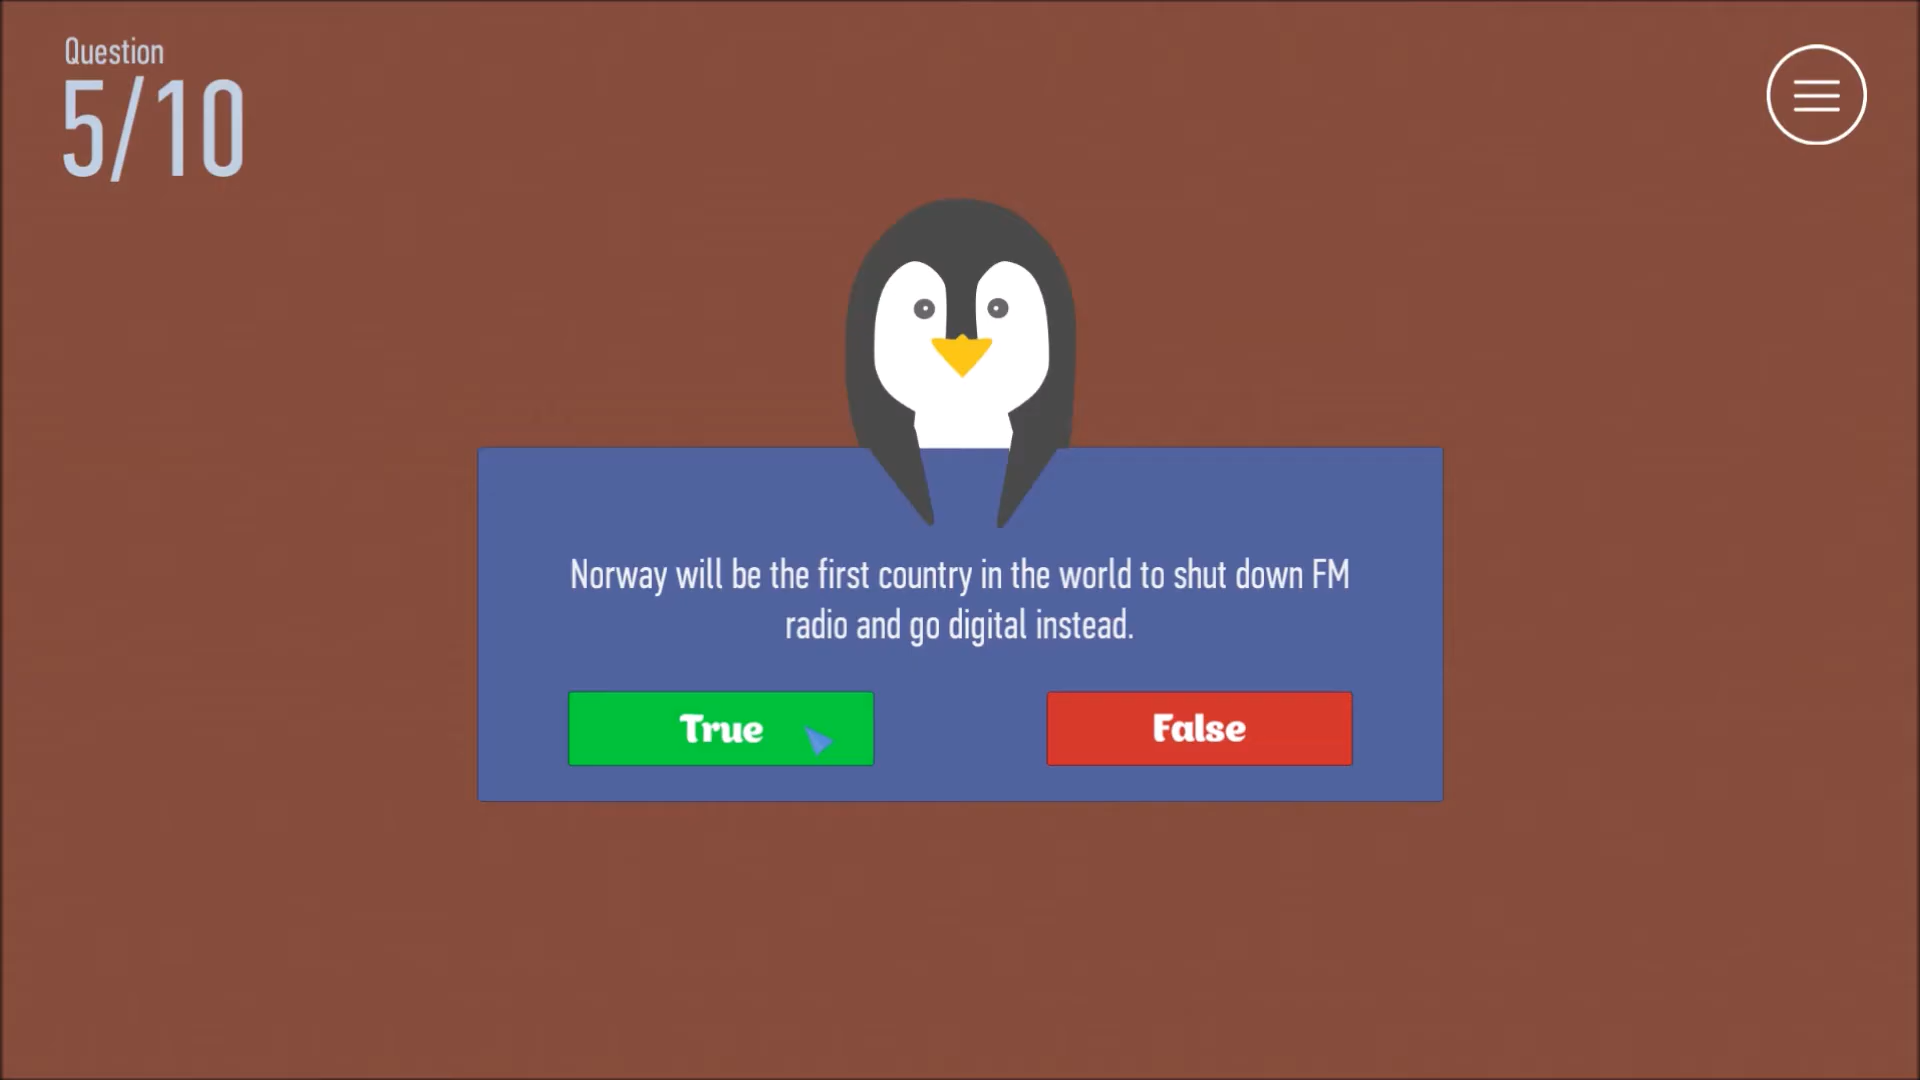 Question
5/10
Norway will be the first country in the world to shut down FM
radio and go digital instead.
True
False